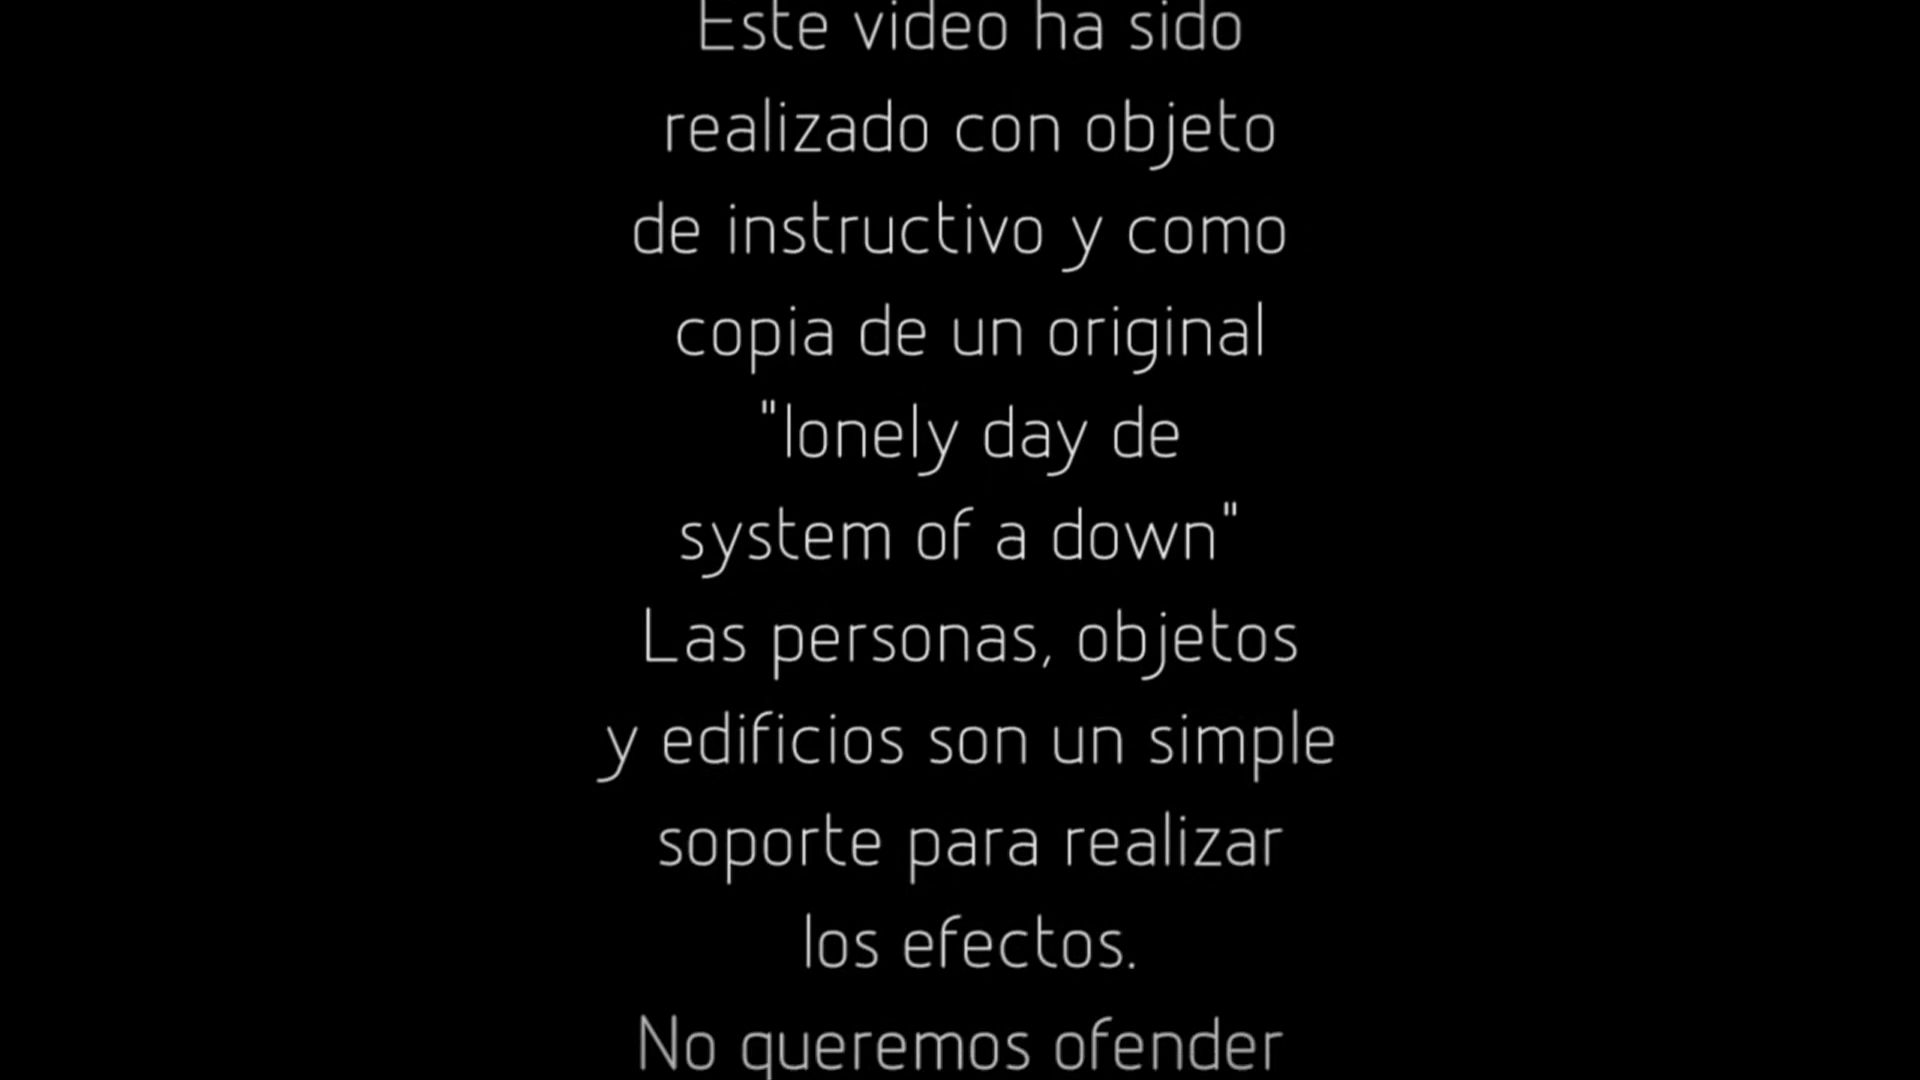 Este video ha sido
realizado con objeto
de instructivo y como
copia de un original
"lonely day de
system of a down"
Las personas, objetos
y edificios son un simple
soporte para realizar
los efectos.
No queremos ofender